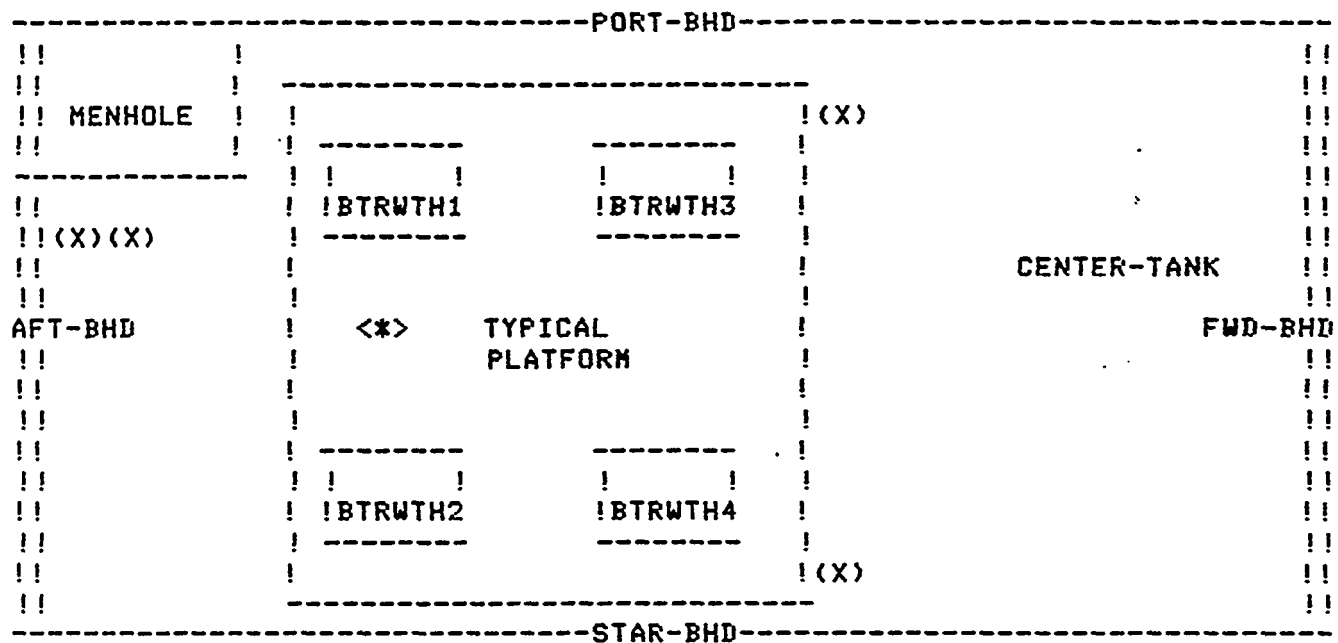 PORT-BHD
MENHOLE
(X)
BTRWTH1 BTRWTH3
(X)(X)
CENTER-TANK
AFT-BHD <*> TYPICAL FWD-BHD
PLATFORM
BTRWTH2 BTRWTH4
(X)
STAR-BHD